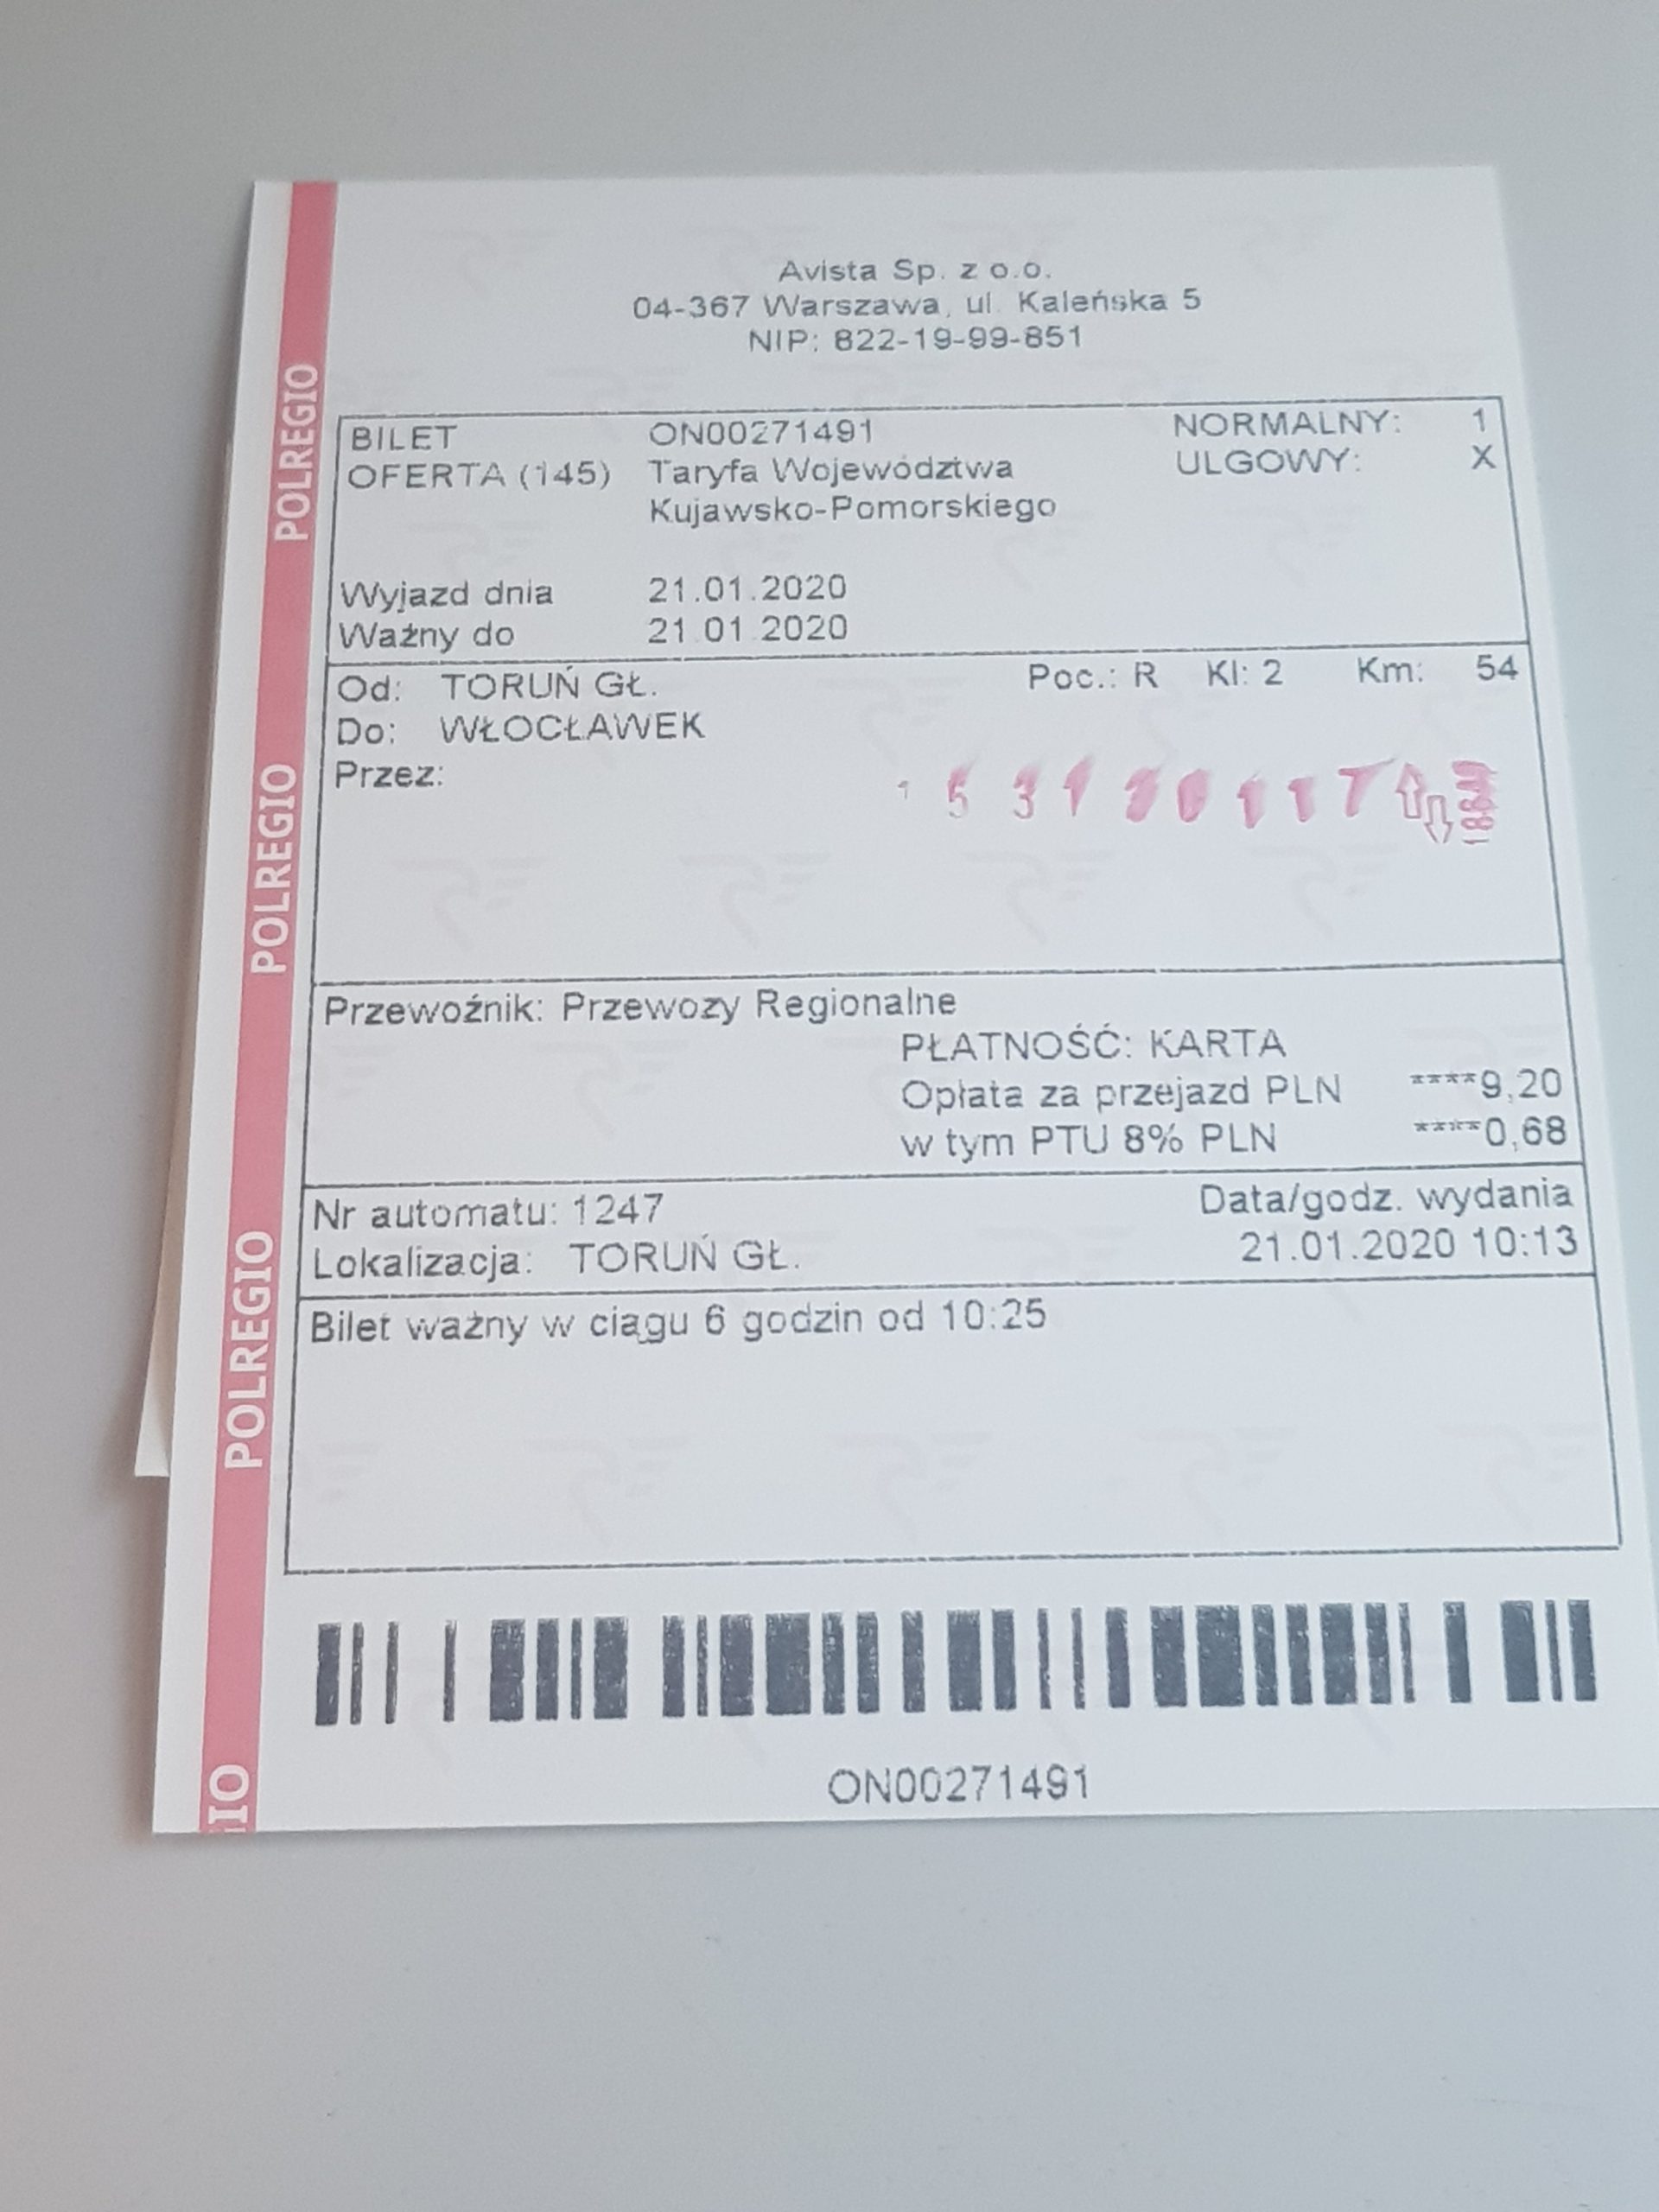 Avista Sp. z o.o.
04-367 Warszawa, ul. Kaleńska 5
NIP: 822-19-99-851
BILET ON00271491 NORMALNY: 1
OFERTA (145) Taryfa Województwa ULGOWY: X
Kujawsko-Pomorskiego
Wyjazd dnia 21.01.2020
Ważny do 21.01.2020
Od: TORUŃ GŁ. Poc.: R Kl: 2 Km: 54
Do: WŁOCŁAWEK
Przez:
Przewoźnik: Przewozy Regionalne
PŁATNOŚĆ: KARTA
Opłata za przejazd PLN ****9,20
w tym PTU 8% PLN ****0,68
Nr automatu: 1247 Data/godz. wydania
Lokalizacja: TORUŃ GŁ. 21.01.2020 10:13
Bilet ważny w ciągu 6 godzin od 10:25
ON00271491
POLREGIO
POLREGIO
POLREGIO
IO